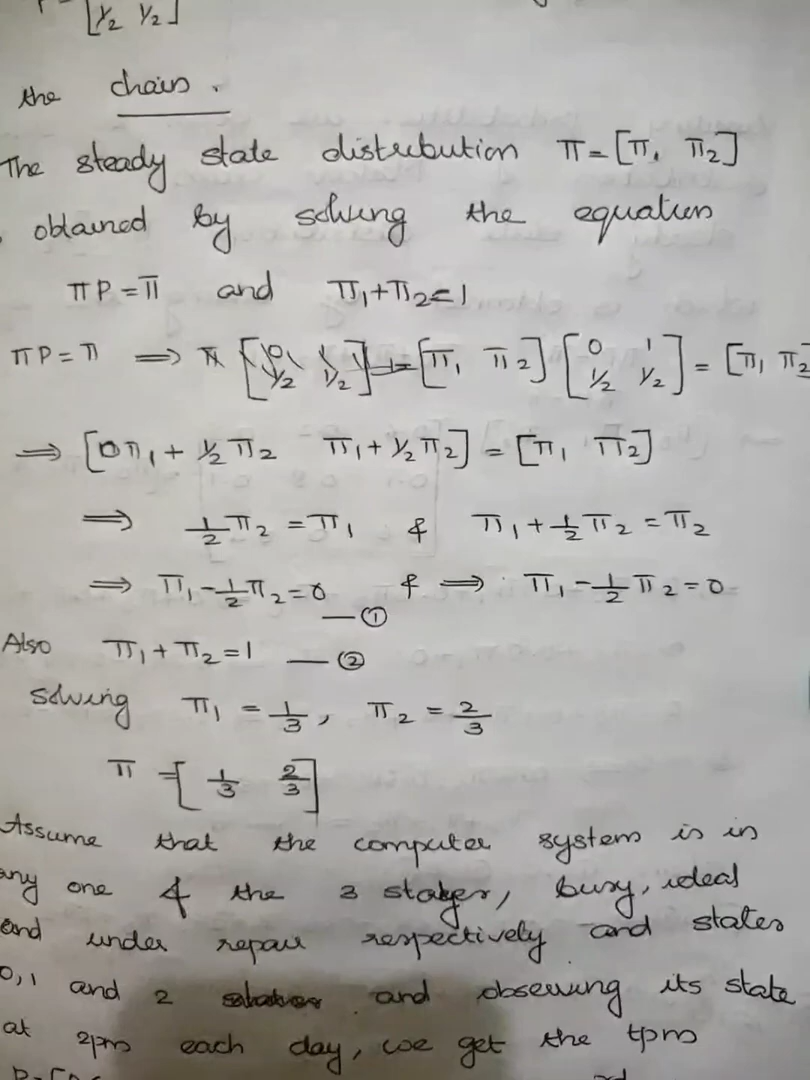 [½ ½]
the chain.
The steady state distribution π = [π₁ π₂]
obtained by solving the equation
πP = π and π₁+π₂=1
πP = π ⟹ [π₁ π₂] [0 1 ½ ½] = [π₁ π₂
⟹ [0π₁ + ½π₂ π₁ + ½π₂] = [π₁ π₂]
⟹ ½π₂ = π₁ & π₁ + ½π₂ = π₂
⟹ π₁ - ½π₂ = 0 & ⟹ π₁ - ½π₂ = 0
— ①
Also π₁ + π₂ = 1 — ②
solving π₁ = 1/3, π₂ = 2/3
π = [1/3 2/3]
Assume that the computer system is in
any one of the 3 states, busy, ideal
and under repair respectively and states
0,1 and 2 and observing its state
at 2pm each day, we get the tpm